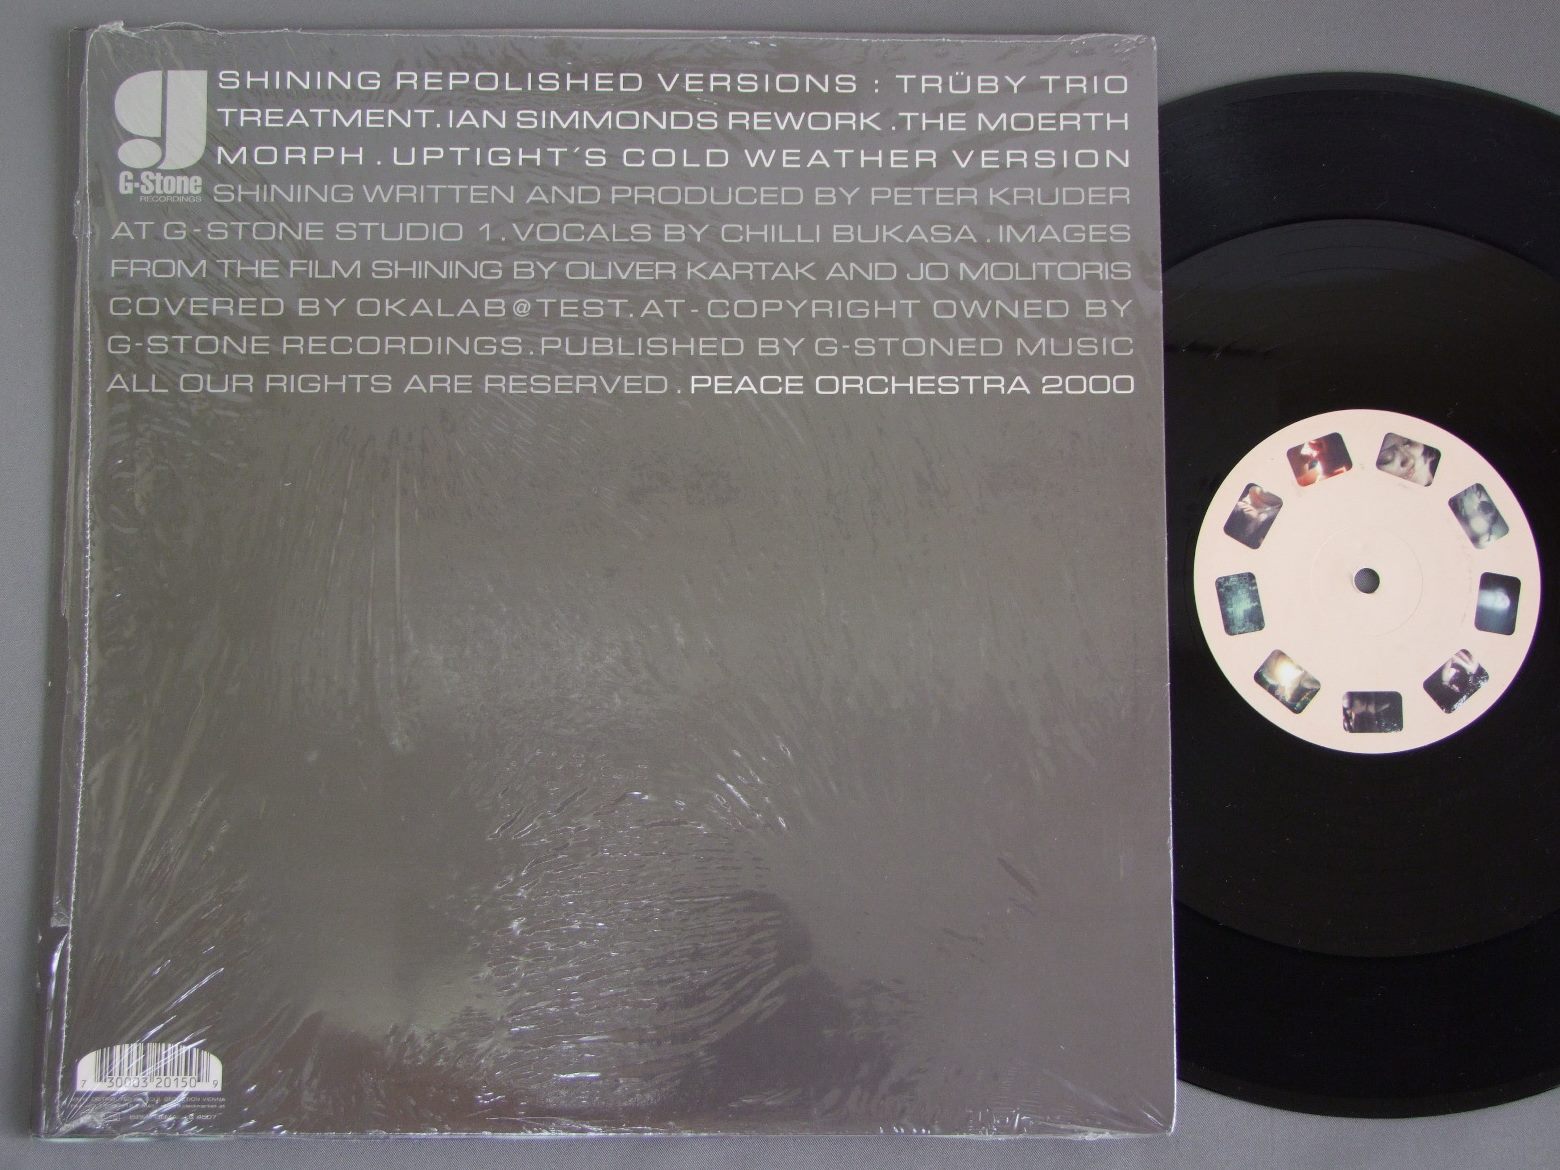 SHINING REPOLISHED VERSIONS : TRÜBY TRIO
TREATMENT. IAN SIMMONDS REWORK . THE MOERTH
MORPH . UPTIGHT´S COLD WEATHER VERSION
SHINING WRITTEN AND PRODUCED BY PETER KRUDER
AT G-STONE STUDIO 1 . VOCALS BY CHILLI BUKASA . IMAGES
FROM THE FILM SHINING BY OLIVER KARTAK AND JO MOLITORIS
COVERED BY OKALAB@TEST.AT - COPYRIGHT OWNED BY
G-STONE RECORDINGS . PUBLISHED BY G-STONED MUSIC
ALL OUR RIGHTS ARE RESERVED . PEACE ORCHESTRA 2000
g
G-Stone
RECORDINGS
7 30003 20150 9